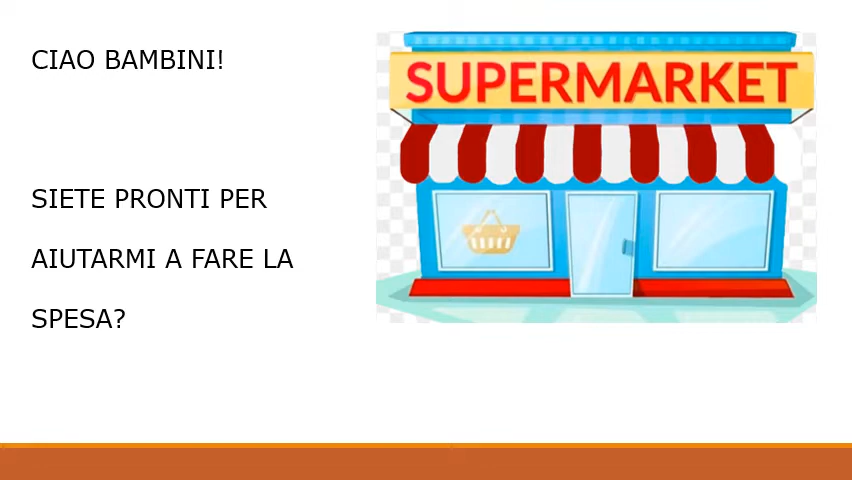 CIAO BAMBINI!
SIETE PRONTI PER
AIUTARMI A FARE LA
SPESA?
SUPERMARKET